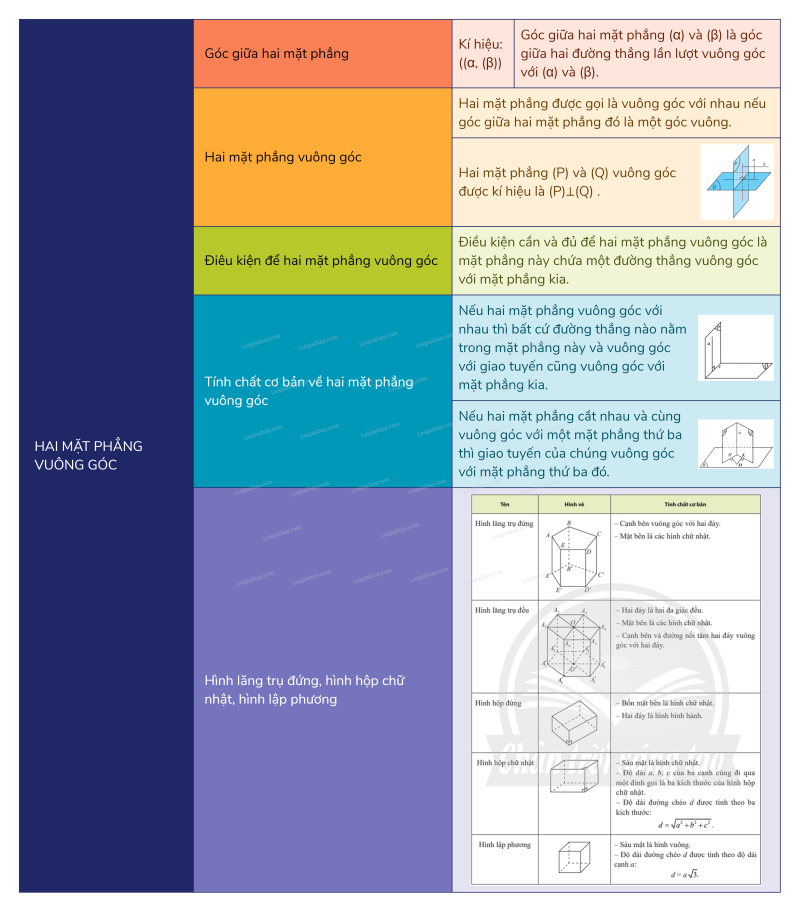 HAI MẶT PHẲNG
VUÔNG GÓC
Góc giữa hai mặt phẳng
Kí hiệu:
((α, (β))
Góc giữa hai mặt phẳng (α) và (β) là góc
giữa hai đường thẳng lần lượt vuông góc
với (α) và (β).
Hai mặt phẳng vuông góc
Hai mặt phẳng được gọi là vuông góc với nhau nếu
góc giữa hai mặt phẳng đó là một góc vuông.
Hai mặt phẳng (P) và (Q) vuông góc
được kí hiệu là (P)⊥(Q) .
Điêu kiện để hai mặt phẳng vuông góc
Điều kiện cần và đủ để hai mặt phẳng vuông góc là
mặt phẳng này chứa một đường thẳng vuông góc
với mặt phẳng kia.
Tính chất cơ bản về hai mặt phẳng
vuông góc
Nếu hai mặt phẳng vuông góc với
nhau thì bất cứ đường thẳng nào nằm
trong mặt phẳng này và vuông góc
với giao tuyến cũng vuông góc với
mặt phẳng kia.
Nếu hai mặt phẳng cắt nhau và cùng
vuông góc với một mặt phẳng thứ ba
thì giao tuyến của chúng vuông góc
với mặt phẳng thứ ba đó.
Hình lăng trụ đứng, hình hộp chữ
nhật, hình lập phương
Tên
Hình vẽ
Tính chất cơ bản
Hình lăng trụ đứng
A
B
C
E
D
A'
B'
C'
E'
D'
– Cạnh bên vuông góc với hai đáy.
– Mặt bên là các hình chữ nhật.
Hình lăng trụ đều
– Hai đáy là hai đa giác đều.
– Mặt bên là các hình chữ nhật.
– Cạnh bên và đường nối tâm hai đáy vuông
góc với hai đáy.
Hình hộp đứng
– Bốn mặt bên là hình chữ nhật.
– Hai đáy là hình bình hành.
Hình hộp chữ nhật
– Sáu mặt là hình chữ nhật.
– Độ dài a, b, c của ba cạnh cùng đi qua
một đỉnh gọi là ba kích thước của hình hộp
chữ nhật.
– Độ dài đường chéo d được tính theo ba
kích thước:
d = √(a² + b² + c²).
Hình lập phương
– Sáu mặt là hình vuông.
– Độ dài đường chéo d được tính theo độ dài
cạnh a:
d = a√3.
Chân trời sáng tạo
Loigiaihay.com